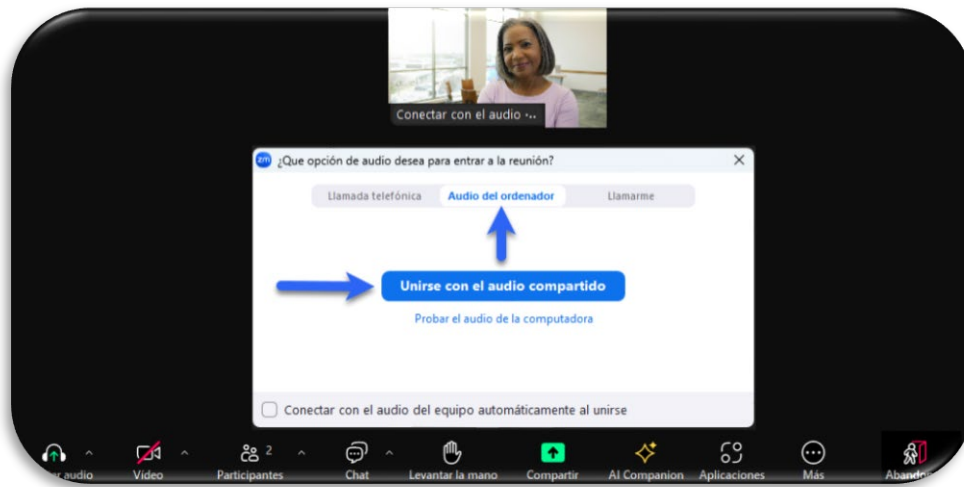 Conectar con el audio ·..
zm ¿Que opción de audio desea para entrar a la reunión?
Llamada telefónica Audio del ordenador Llamarme
Unirse con el audio compartido
Probar el audio de la computadora
Conectar con el audio del equipo automáticamente al unirse
2
audio Vídeo Participantes Chat Levantar la mano Compartir AI Companion Aplicaciones Más